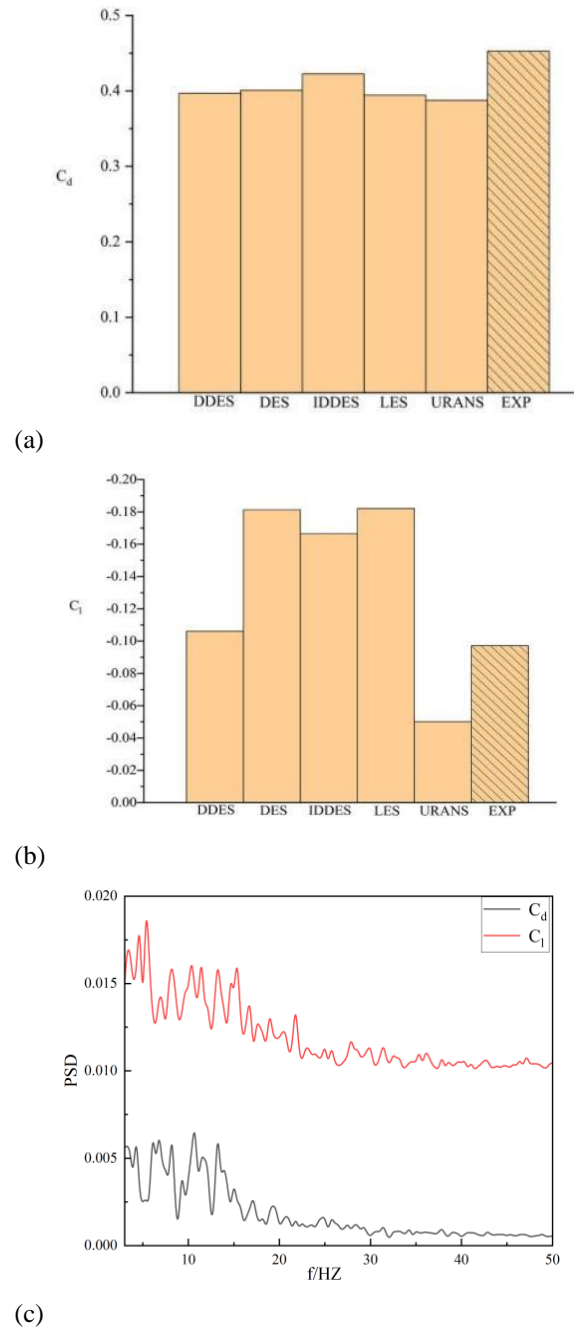 0.5
0.4
0.3
C_d
0.2
0.1
0.0
DDES DES IDDES LES URANS EXP
(a)
-0.20
-0.18
-0.16
-0.14
-0.12
C_l
-0.10
-0.08
-0.06
-0.04
-0.02
0.00
DDES DES IDDES LES URANS EXP
(b)
0.020
C_d
C_l
0.015
PSD
0.010
0.005
0.000
10 20 30 40 50
f/HZ
(c)